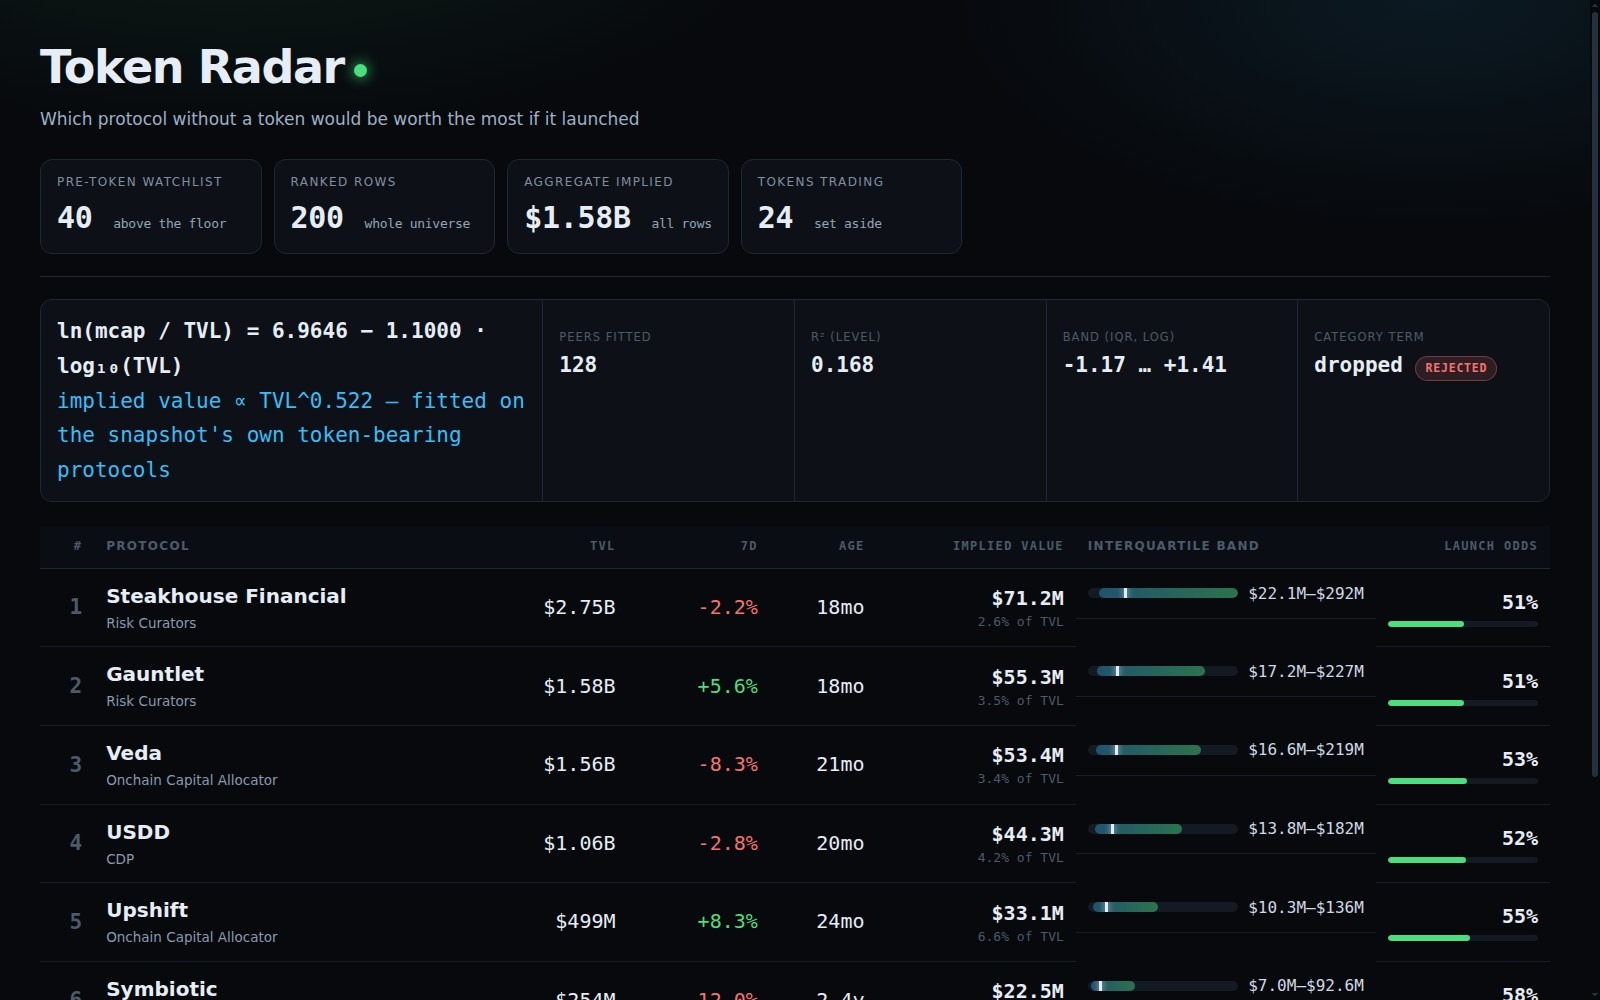 Token Radar
Which protocol without a token would be worth the most if it launched
PRE-TOKEN WATCHLIST
40 above the floor
RANKED ROWS
200 whole universe
AGGREGATE IMPLIED
$1.58B all rows
TOKENS TRADING
24 set aside
ln(mcap / TVL) = 6.9646 − 1.1000 ·
log₁₀(TVL)
implied value ∝ TVL^0.522 — fitted on
the snapshot's own token-bearing
protocols
PEERS FITTED
128
R² (LEVEL)
0.168
BAND (IQR, LOG)
-1.17 … +1.41
CATEGORY TERM
dropped REJECTED
# PROTOCOL TVL 7D AGE IMPLIED VALUE INTERQUARTILE BAND LAUNCH ODDS
1 Steakhouse Financial $2.75B -2.2% 18mo $71.2M $22.1M–$292M 51%
Risk Curators 2.6% of TVL
2 Gauntlet $1.58B +5.6% 18mo $55.3M $17.2M–$227M 51%
Risk Curators 3.5% of TVL
3 Veda $1.56B -8.3% 21mo $53.4M $16.6M–$219M 53%
Onchain Capital Allocator 3.4% of TVL
4 USDD $1.06B -2.8% 20mo $44.3M $13.8M–$182M 52%
CDP 4.2% of TVL
5 Upshift $499M +8.3% 24mo $33.1M $10.3M–$136M 55%
Onchain Capital Allocator 6.6% of TVL
6 Symbiotic $254M 12.0% 2.4y $22.5M $7.0M–$92.6M 58%